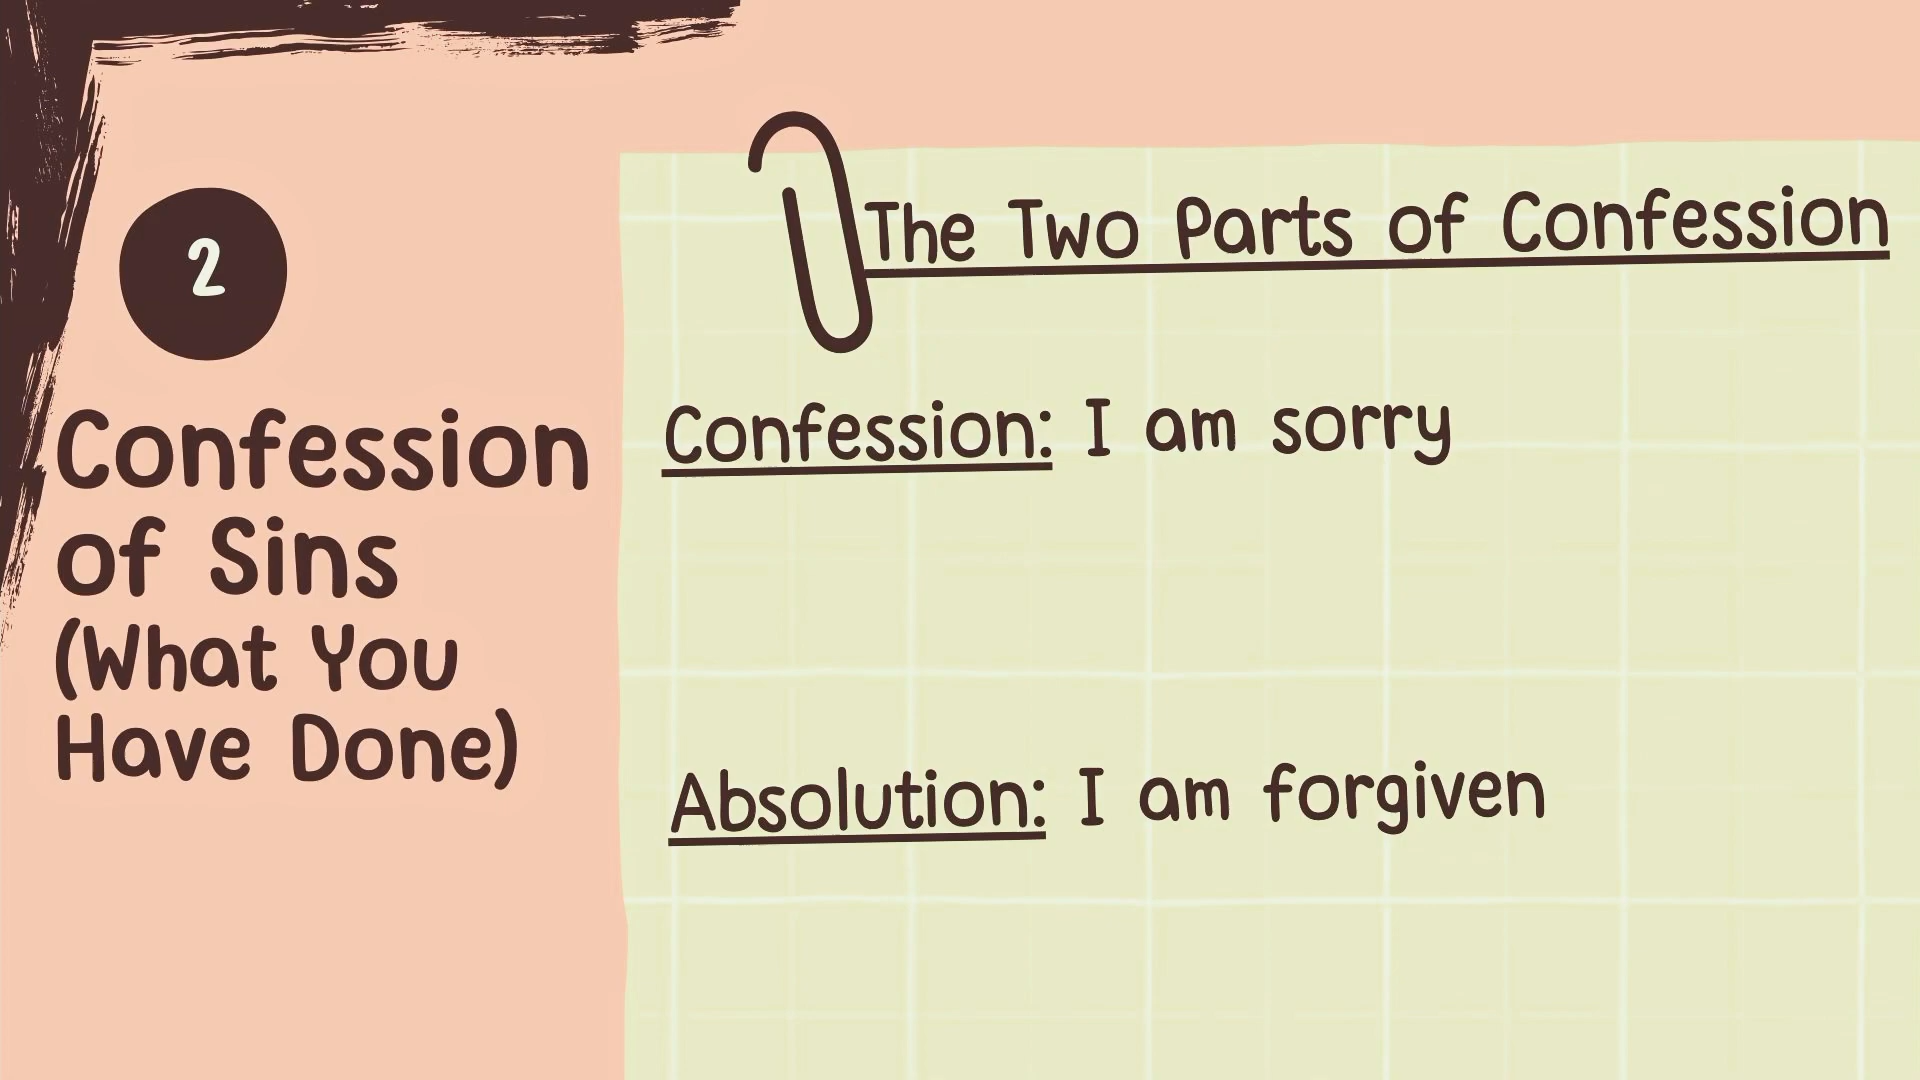 2
Confession
of Sins
(What You
Have Done)
The Two Parts of Confession
Confession: I am sorry
Absolution: I am forgiven